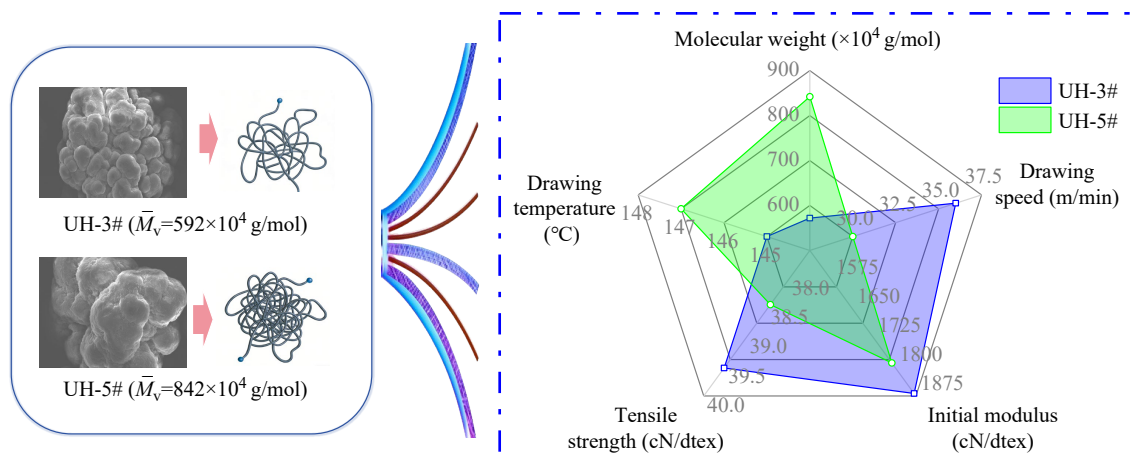 UH-3# (M̅ᵥ=592×10⁴ g/mol)
UH-5# (M̅ᵥ=842×10⁴ g/mol)
Molecular weight (×10⁴ g/mol)
900
800
700
600
UH-3#
UH-5#
Drawing
speed (m/min)
37.5
35.0
32.5
30.0
Initial modulus
(cN/dtex)
1575
1650
1725
1800
1875
Tensile
strength (cN/dtex)
38.0
38.5
39.0
39.5
40.0
Drawing
temperature
(℃)
148
147
146
145